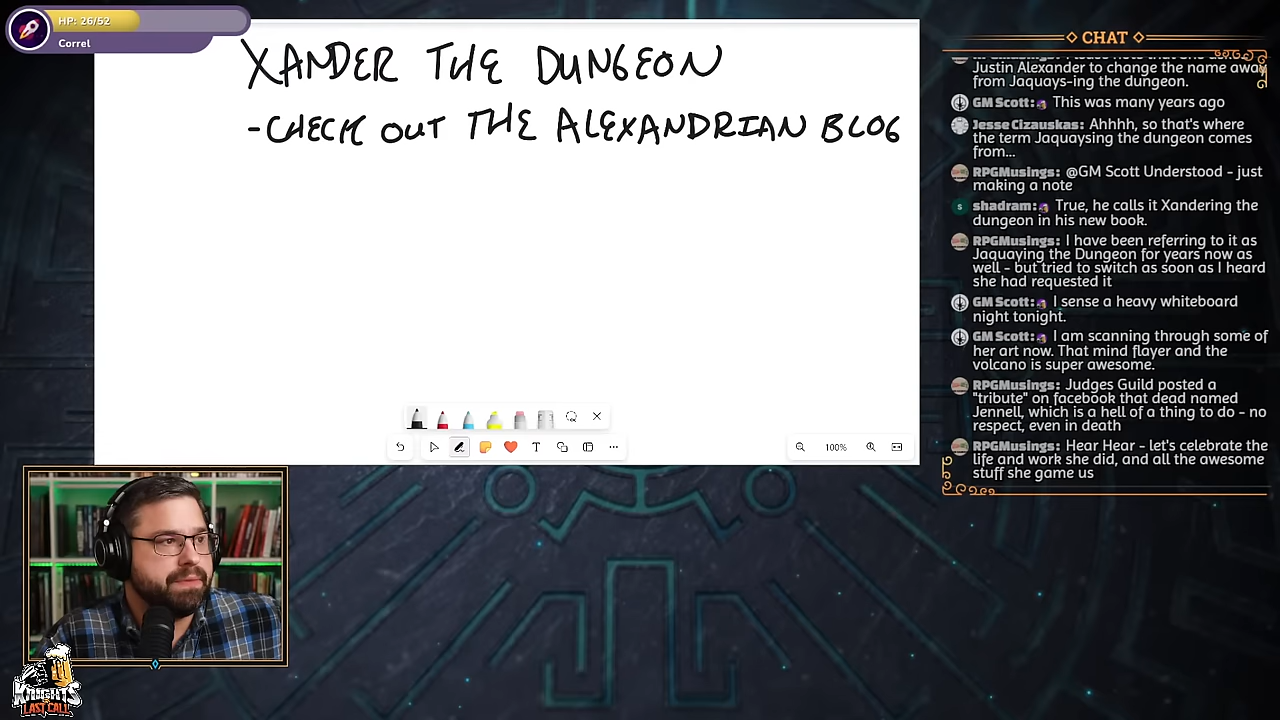 HP: 26/52
Correl
XANDER THE DUNGEON
- CHECK OUT THE ALEXANDRIAN BLOG
100%
CHAT
Justin Alexander to change the name away
from Jaquays-ing the dungeon.
GM Scott: This was many years ago
Jesse Cizauskas: Ahhhh, so that's where
the term Jaquaysing the dungeon comes
from...
RPGMusings: @GM Scott Understood - just
making a note
shadram: True, he calls it Xandering the
dungeon in his new book.
RPGMusings: I have been referring to it as
Jaquaying the Dungeon for years now as
well - but tried to switch as soon as I heard
she had requested it
GM Scott: I sense a heavy whiteboard
night tonight.
GM Scott: I am scanning through some of
her art now. That mind flayer and the
volcano is super awesome.
RPGMusings: Judges Guild posted a
"tribute" on facebook that dead named
Jennell, which is a hell of a thing to do - no
respect, even in death
RPGMusings: Hear Hear - let's celebrate the
life and work she did, and all the awesome
stuff she game us
KNIGHTS
LAST CALL